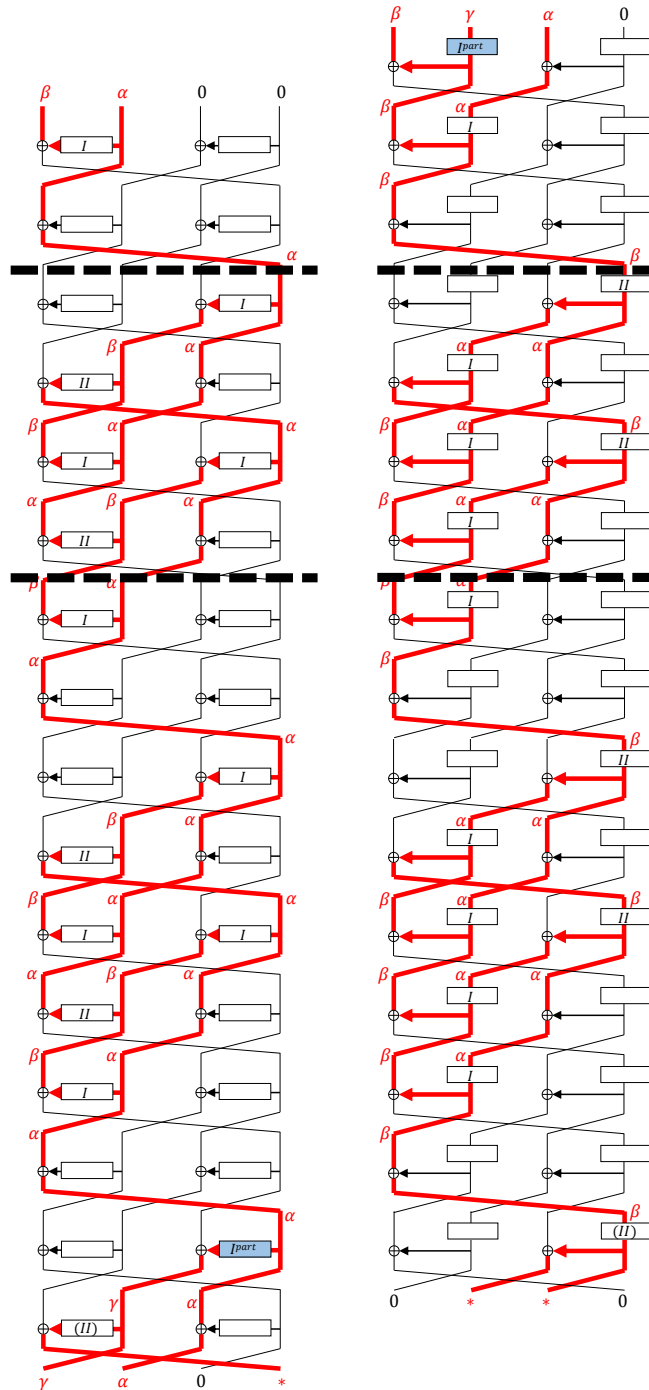 β α 0 0
I
α
I
β α
II
β α α
I I
α β α
II
β α
I
α
α
I
β α
II
β α α
I I
α β α
II
β α
I
α
α
I^part
γ α
(II)
γ α 0 *
β γ α 0
I^part
β α
I
β
β
II
α α
I
β α β
I II
β α α
I
β α
I
β
β
II
α α
I
β α β
I II
β α α
I
β α
I
β
β
(II)
0 * * 0